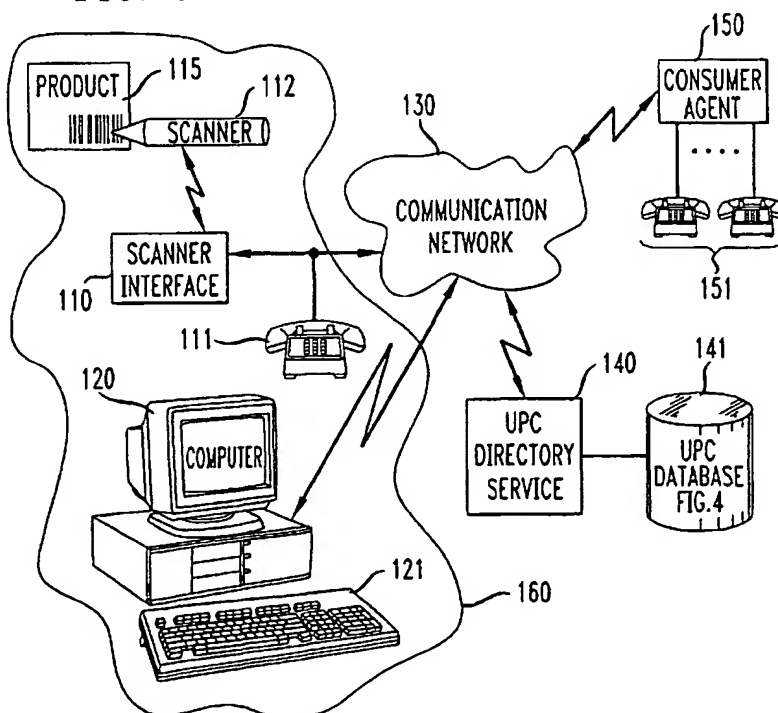 PRODUCT
115
112
SCANNER
130
150
CONSUMER
AGENT
COMMUNICATION
NETWORK
SCANNER
INTERFACE
110
151
111
120
140
141
COMPUTER
UPC
DIRECTORY
SERVICE
UPC
DATABASE
FIG.4
121
160